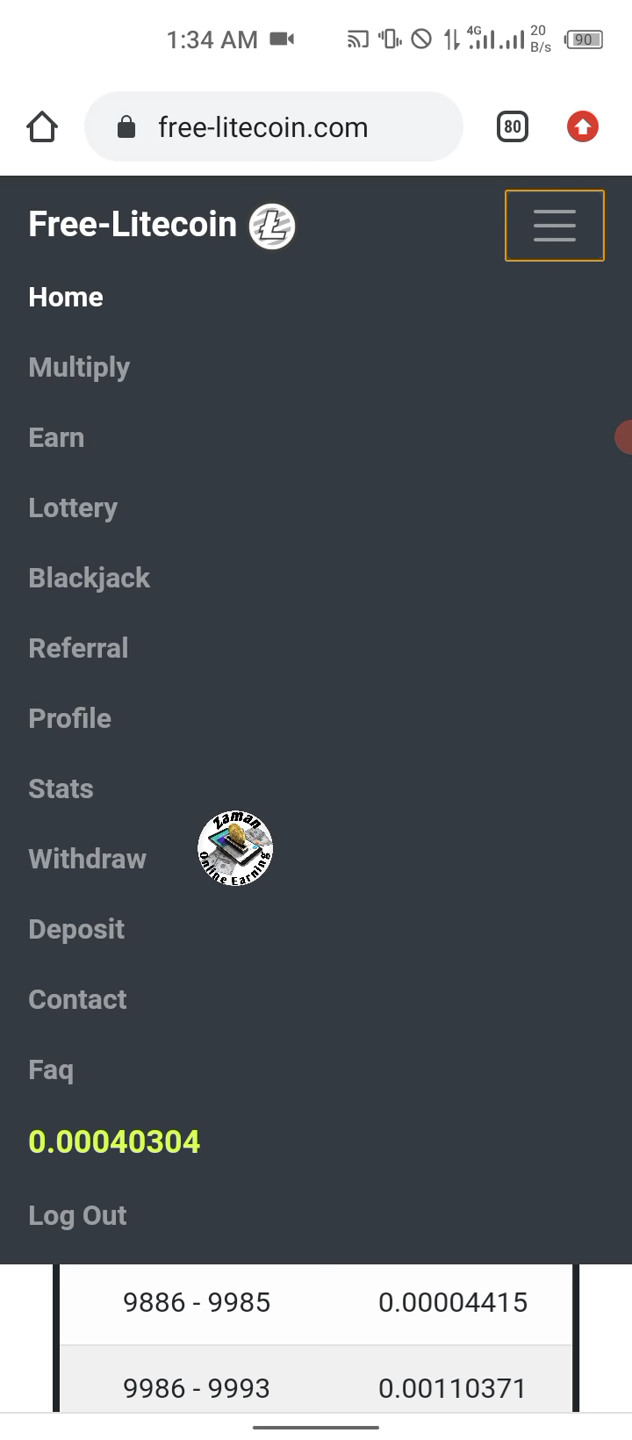 1:34 AM 4G 20 B/s 90
free-litecoin.com 80
Free-Litecoin
Home
Multiply
Earn
Lottery
Blackjack
Referral
Profile
Stats
Zaman
Online Earning
Withdraw
Deposit
Contact
Faq
0.00040304
Log Out
9886 - 9985 0.00004415
9986 - 9993 0.00110371